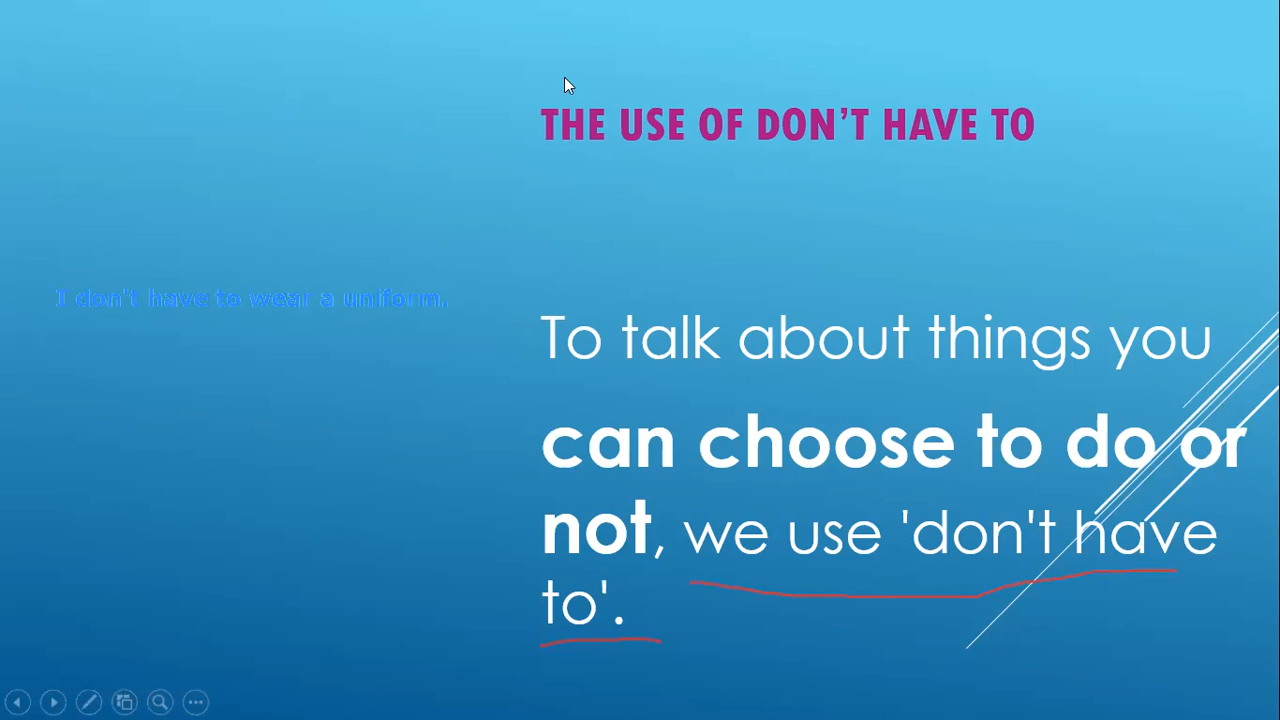 THE USE OF DON’T HAVE TO
I don't have to wear a uniform.
To talk about things you
can choose to do or
not, we use 'don't have
to'.